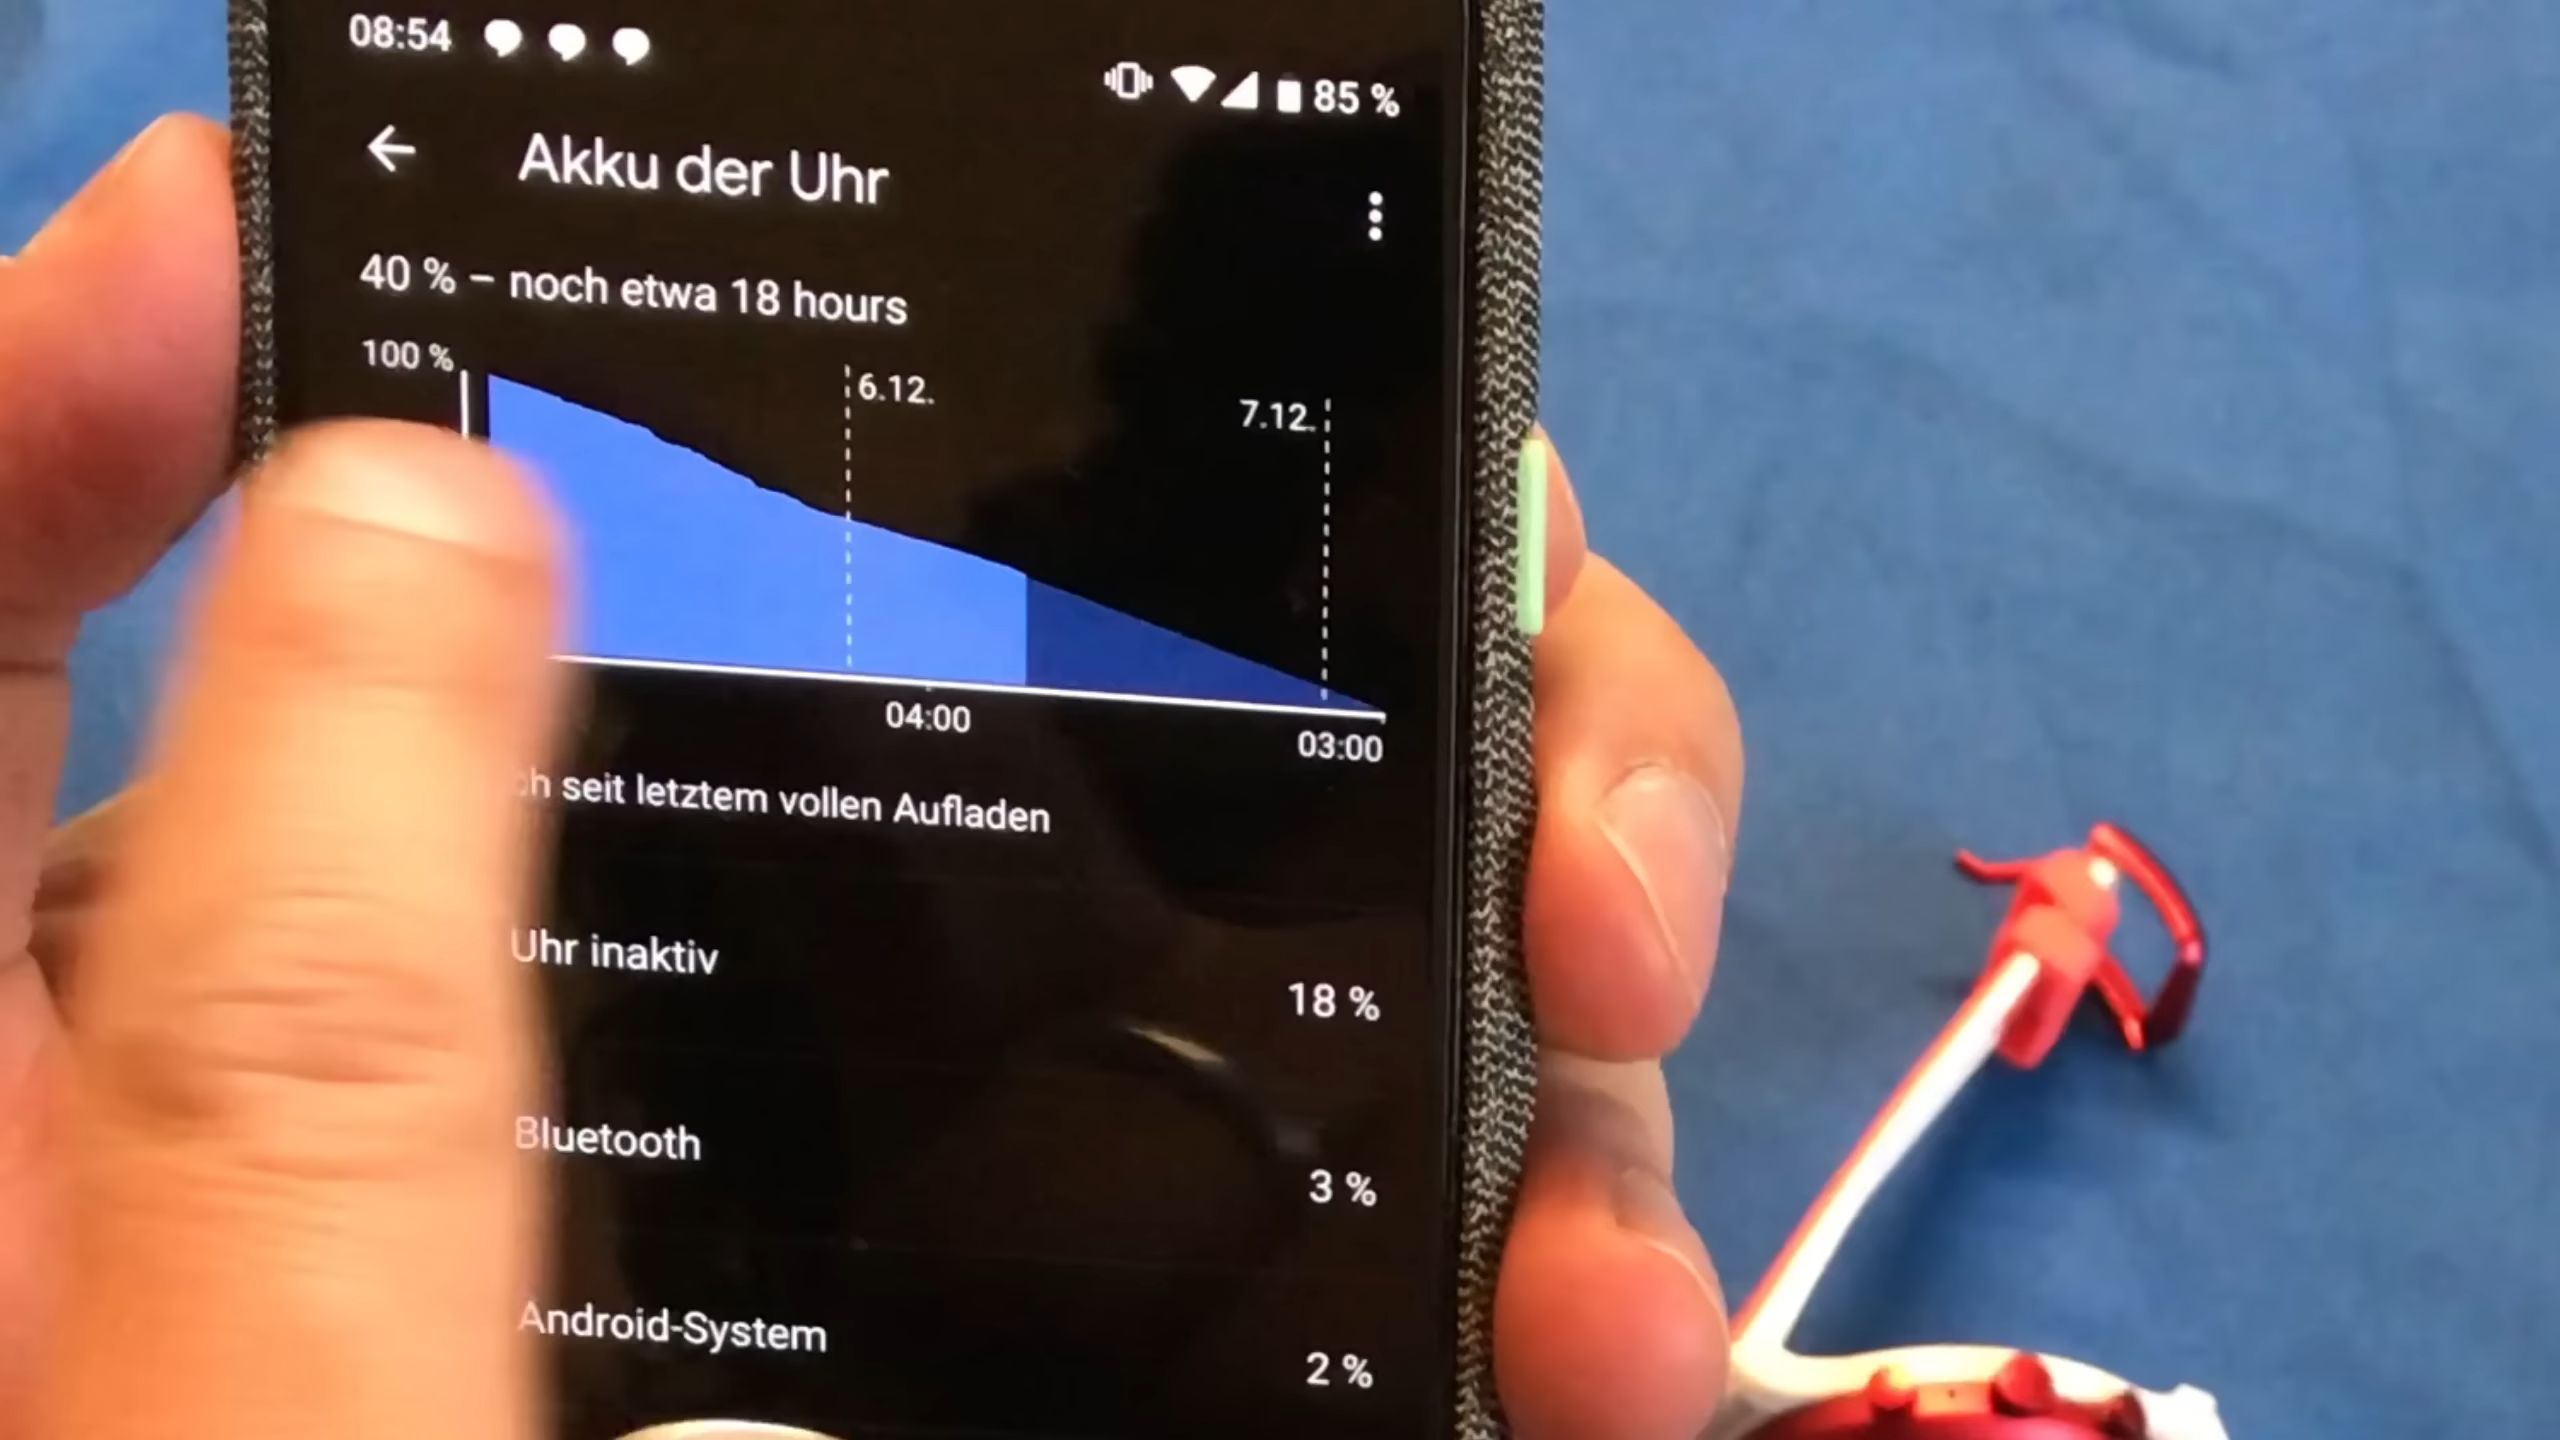 08:54
85 %
Akku der Uhr
40 % – noch etwa 18 hours
100 %
6.12.
7.12.
04:00
03:00
seit letztem vollen Aufladen
Uhr inaktiv
18 %
Bluetooth
3 %
Android-System
2 %